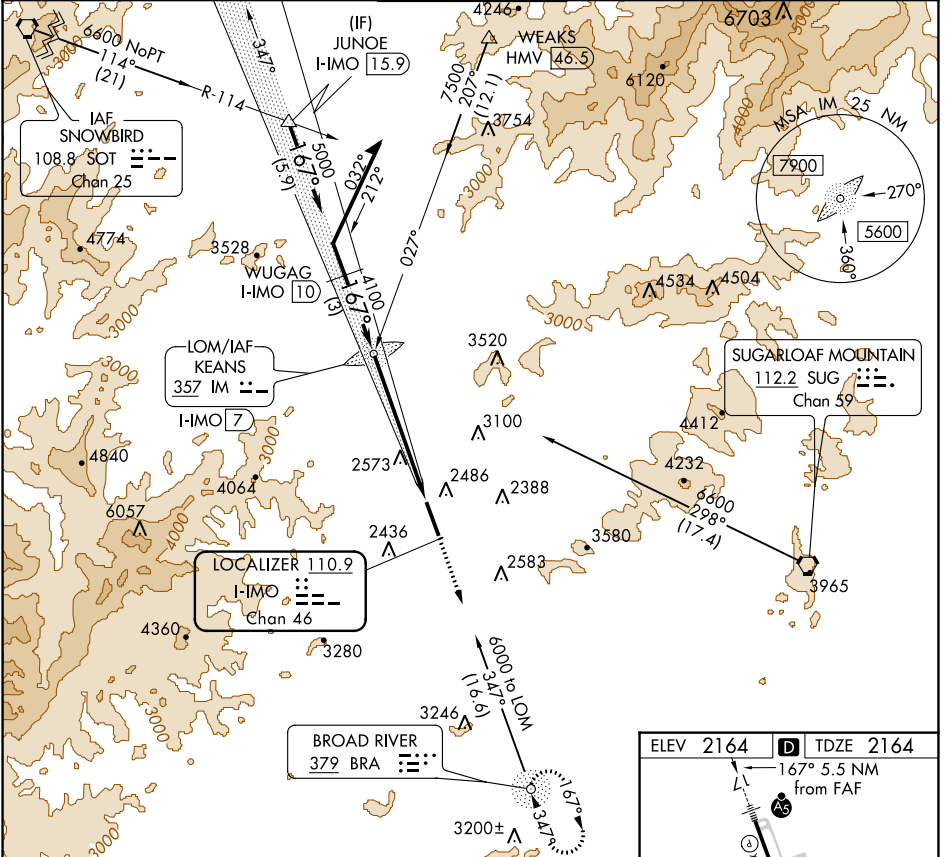 4246
6703
6600 NoPT
114°
(21)
3000
347°
(IF)
JUNOE
I-IMO 15.9
WEAKS
HMV 46.5
6120
4000
R-114
7500
207°
(12.1)
3754
MSA IM 25 NM
7900
270°
5600
360°
IAF
SNOWBIRD
108.8 SOT
Chan 25
5000
167°
(5.9)
032°
212°
3000
4774
3528
027°
WUGAG
I-IMO 10
4100
167°
(3)
4534
4504
3000
3000
3000
LOM/IAF
KEANS
357 IM
I-IMO 7
3520
SUGARLOAF MOUNTAIN
112.2 SUG
Chan 59
3000
3100
4412
4840
2573
4064
2486
2388
4232
6057
4000
6600
298°
(17.4)
2436
3580
2583
3965
LOCALIZER 110.9
I-IMO
Chan 46
4360
3280
6000 to LOM
347°
(16.6)
3000
3246
BROAD RIVER
379 BRA
167°
347°
3200±
3000
ELEV 2164 D TDZE 2164
167° 5.5 NM
from FAF
17
A5
P